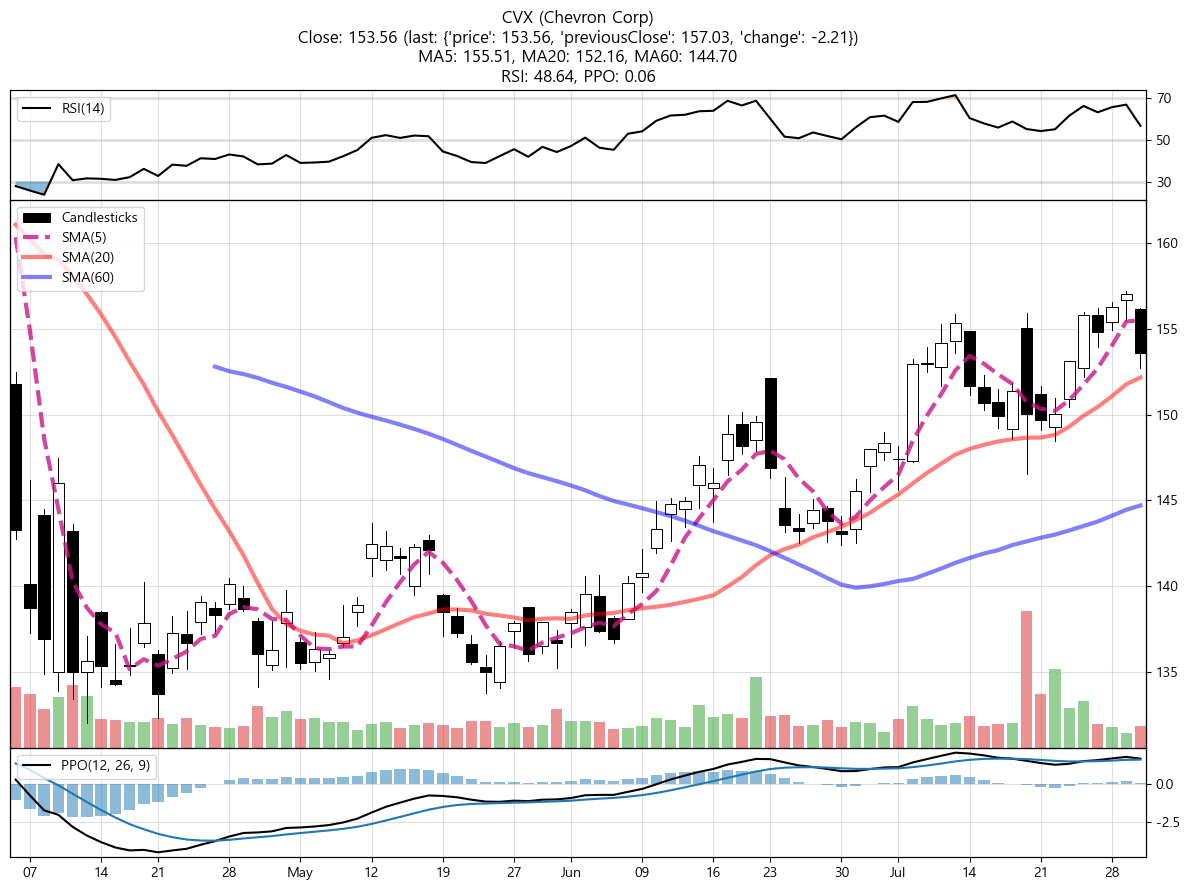 CVX (Chevron Corp)
Close: 153.56 (last: {'price': 153.56, 'previousClose': 157.03, 'change': -2.21})
MA5: 155.51, MA20: 152.16, MA60: 144.70
RSI: 48.64, PPO: 0.06
RSI(14)
70
50
30
Candlesticks
SMA(5)
SMA(20)
SMA(60)
160
155
150
145
140
135
PPO(12, 26, 9)
0.0
-2.5
07 14 21 28 May 12 19 27 Jun 09 16 23 30 Jul 14 21 28